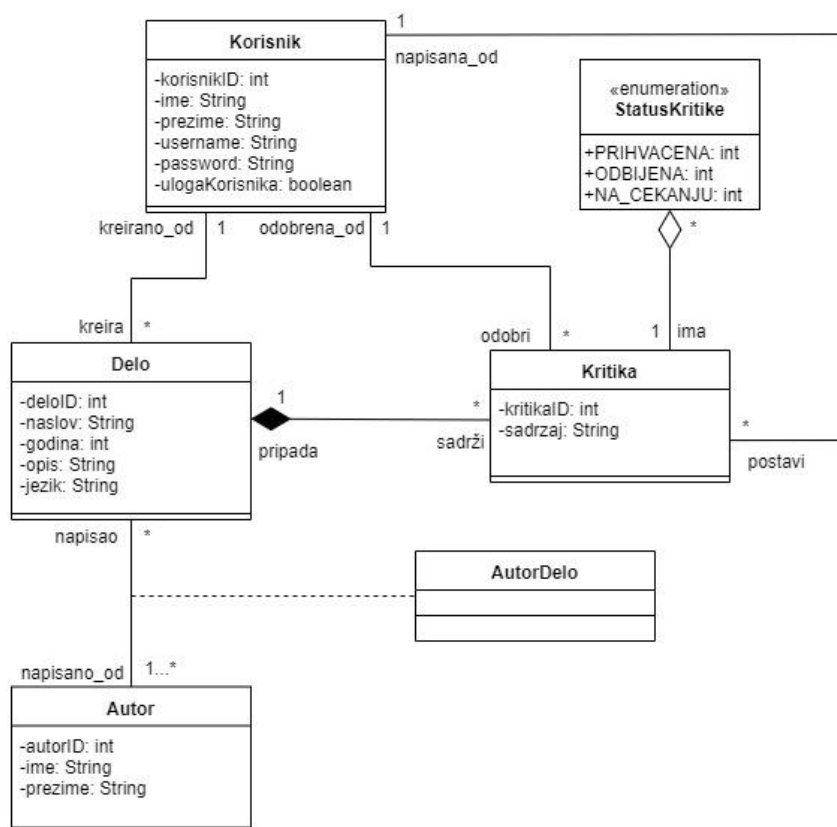 1
Korisnik
napisana_od
-korisnikID: int
-ime: String
-prezime: String
-username: String
-password: String
-ulogaKorisnika: boolean
«enumeration»
StatusKritike
+PRIHVACENA: int
+ODBIJENA: int
+NA_CEKANJU: int
kreirano_od
1
odobrena_od
1
*
kreira
*
odobri
*
1
ima
Delo
-deloID: int
-naslov: String
-godina: int
-opis: String
-jezik: String
1
pripada
*
sadrži
Kritika
-kritikaID: int
-sadrzaj: String
*
postavi
napisao
*
AutorDelo
napisano_od
1...*
Autor
-autorID: int
-ime: String
-prezime: String